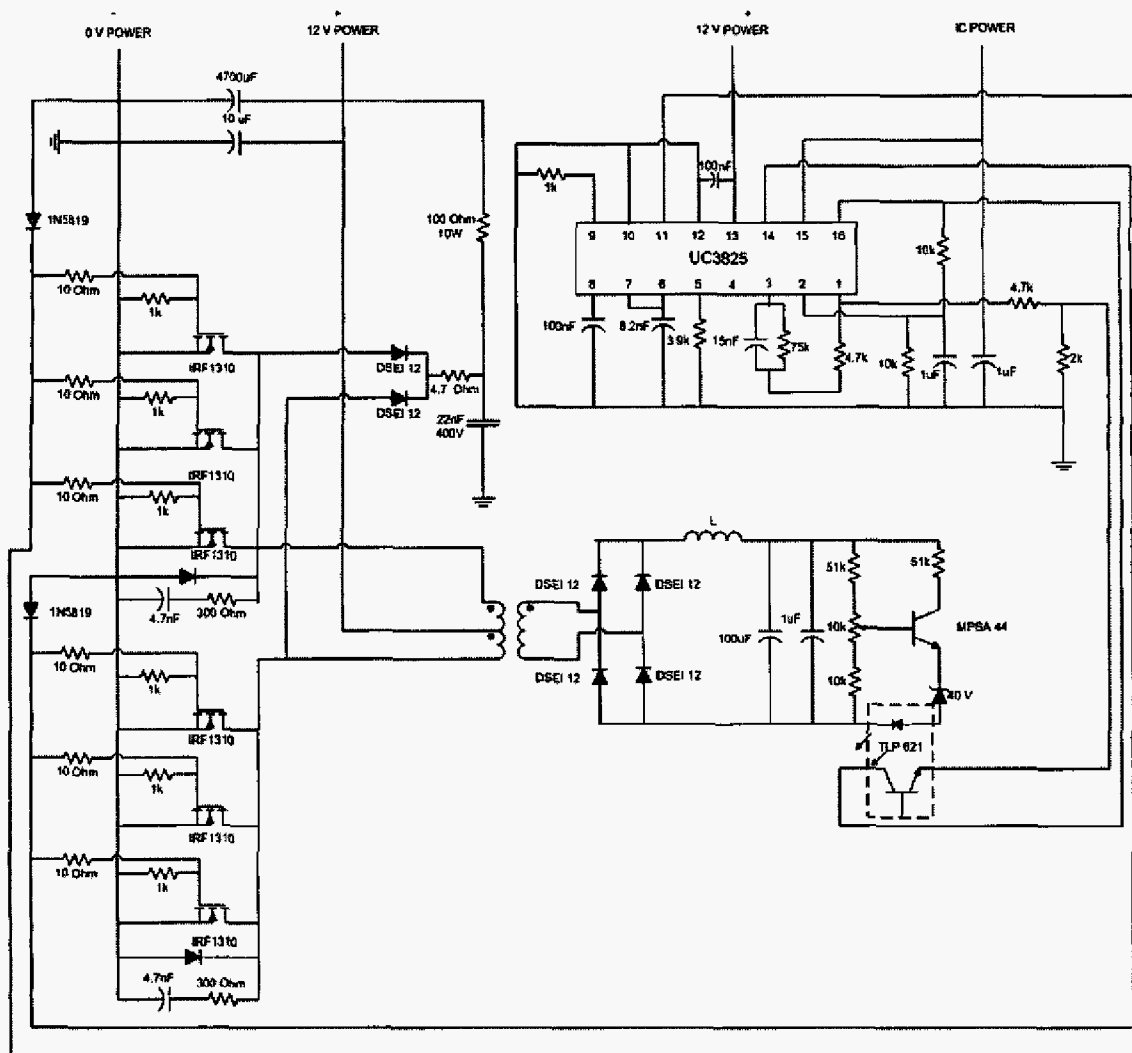 0 V POWER
12 V POWER
12 V POWER
IC POWER
4700uF
10 uF
1N5819
100 Ohm
10W
100nF
1k
9 10 11 12 13 14 15 16
UC3825
8 7 6 5 4 3 2 1
10k
4.7k
100nF
8.2nF
3.9k
15nF
75k
4.7k
10k
1uF
1uF
2k
10 Ohm
1k
IRF1310
DSEI 12
4.7 Ohm
DSEI 12
22nF
400V
10 Ohm
1k
IRF1310
10 Ohm
1k
IRF1310
L
1N5819
4.7nF
300 Ohm
DSEI 12
DSEI 12
51k
51k
100uF
1uF
10k
MPSA 44
10 Ohm
1k
DSEI 12
DSEI 12
10k
40 V
IRF1310
TLP 621
10 Ohm
1k
IRF1310
10 Ohm
1k
IRF1310
4.7nF
300 Ohm